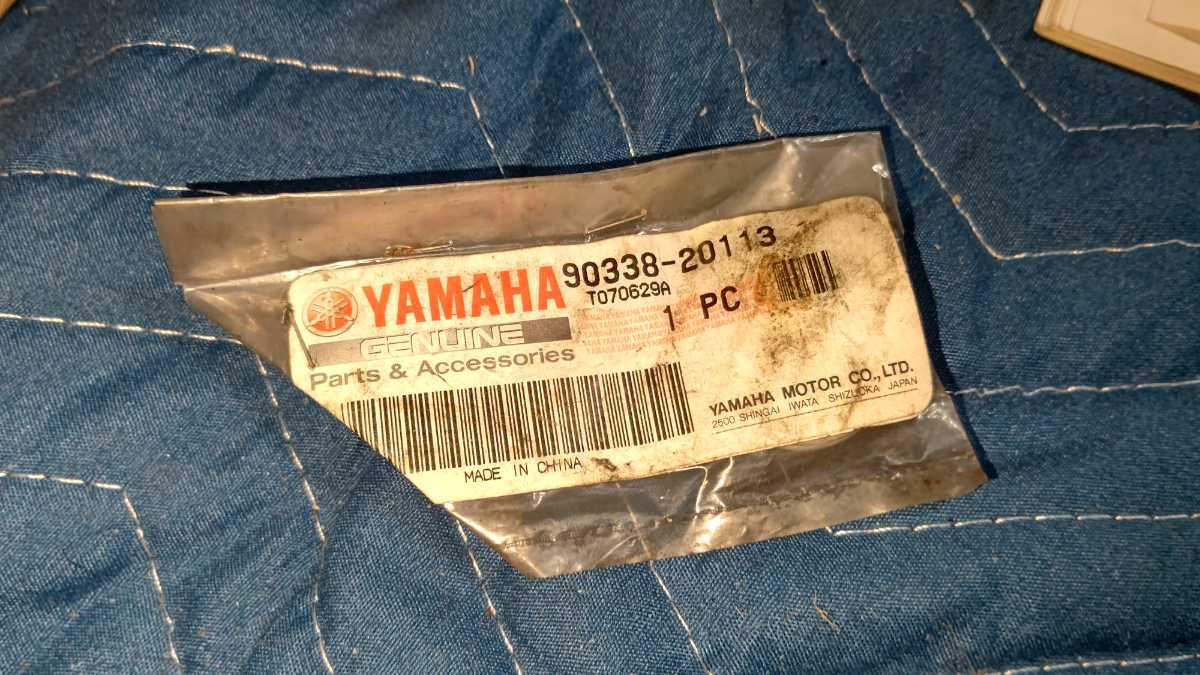 YAMAHA
GENUINE
Parts & Accessories
90338-20113
T070629A
1 PC
YAMAHA MOTOR CO.,LTD.
2500 SHINGAI IWATA SHIZUOKA JAPAN
MADE IN CHINA